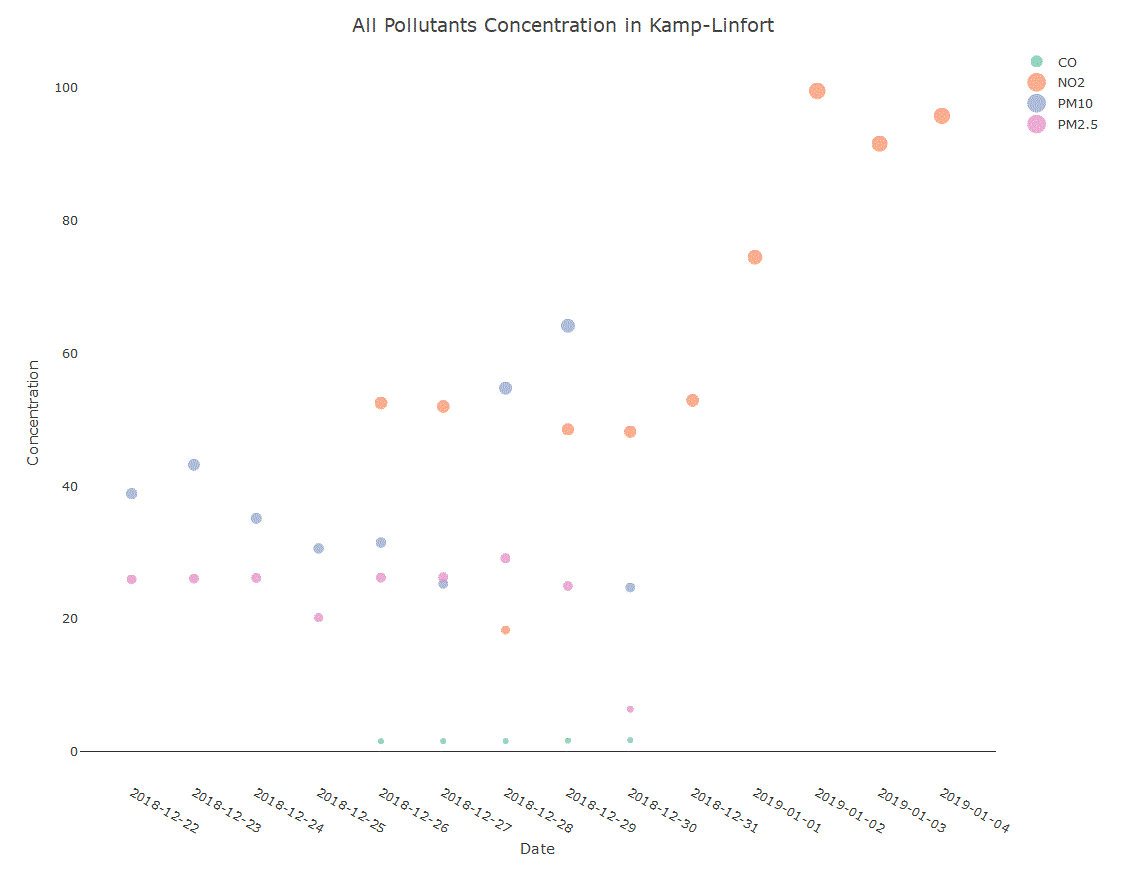 All Pollutants Concentration in Kamp-Linfort
CO
NO2
PM10
PM2.5
100
80
60
40
20
0
Concentration
2018-12-22
2018-12-23
2018-12-24
2018-12-25
2018-12-26
2018-12-27
2018-12-28
2018-12-29
2018-12-30
2018-12-31
2019-01-01
2019-01-02
2019-01-03
2019-01-04
Date